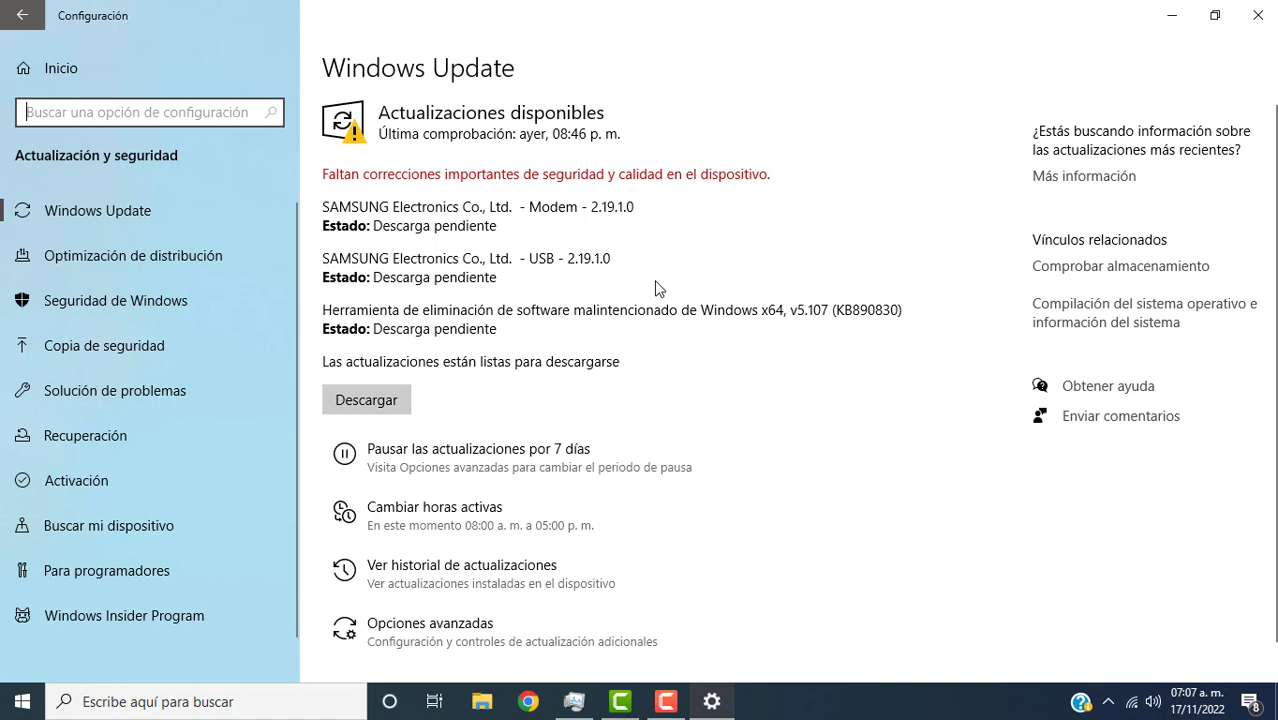 Configuración
Inicio
Buscar una opción de configuración
Actualización y seguridad
Windows Update
Optimización de distribución
Seguridad de Windows
Copia de seguridad
Solución de problemas
Recuperación
Activación
Buscar mi dispositivo
Para programadores
Windows Insider Program
Windows Update
Actualizaciones disponibles
Última comprobación: ayer, 08:46 p. m.
Faltan correcciones importantes de seguridad y calidad en el dispositivo.
SAMSUNG Electronics Co., Ltd.  - Modem - 2.19.1.0
Estado: Descarga pendiente
SAMSUNG Electronics Co., Ltd.  - USB - 2.19.1.0
Estado: Descarga pendiente
Herramienta de eliminación de software malintencionado de Windows x64, v5.107 (KB890830)
Estado: Descarga pendiente
Las actualizaciones están listas para descargarse
Descargar
Pausar las actualizaciones por 7 días
Visita Opciones avanzadas para cambiar el periodo de pausa
Cambiar horas activas
En este momento 08:00 a. m. a 05:00 p. m.
Ver historial de actualizaciones
Ver actualizaciones instaladas en el dispositivo
Opciones avanzadas
Configuración y controles de actualización adicionales
¿Estás buscando información sobre
las actualizaciones más recientes?
Más información
Vínculos relacionados
Comprobar almacenamiento
Compilación del sistema operativo e
información del sistema
Obtener ayuda
Enviar comentarios
Escribe aquí para buscar
07:07 a. m.
17/11/2022
8